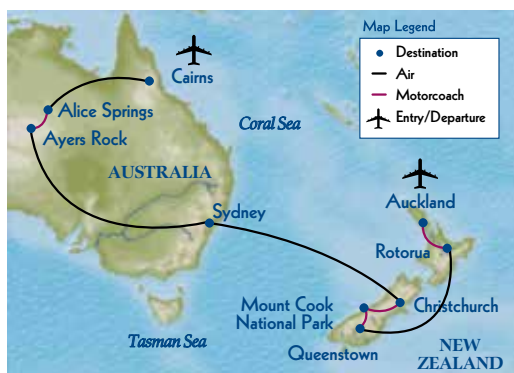 Map Legend
Destination
Air
Motorcoach
Entry/Departure
Cairns
Alice Springs
Ayers Rock
Coral Sea
AUSTRALIA
Auckland
Sydney
Rotorua
Mount Cook
National Park
Christchurch
Tasman Sea
Queenstown
NEW
ZEALAND